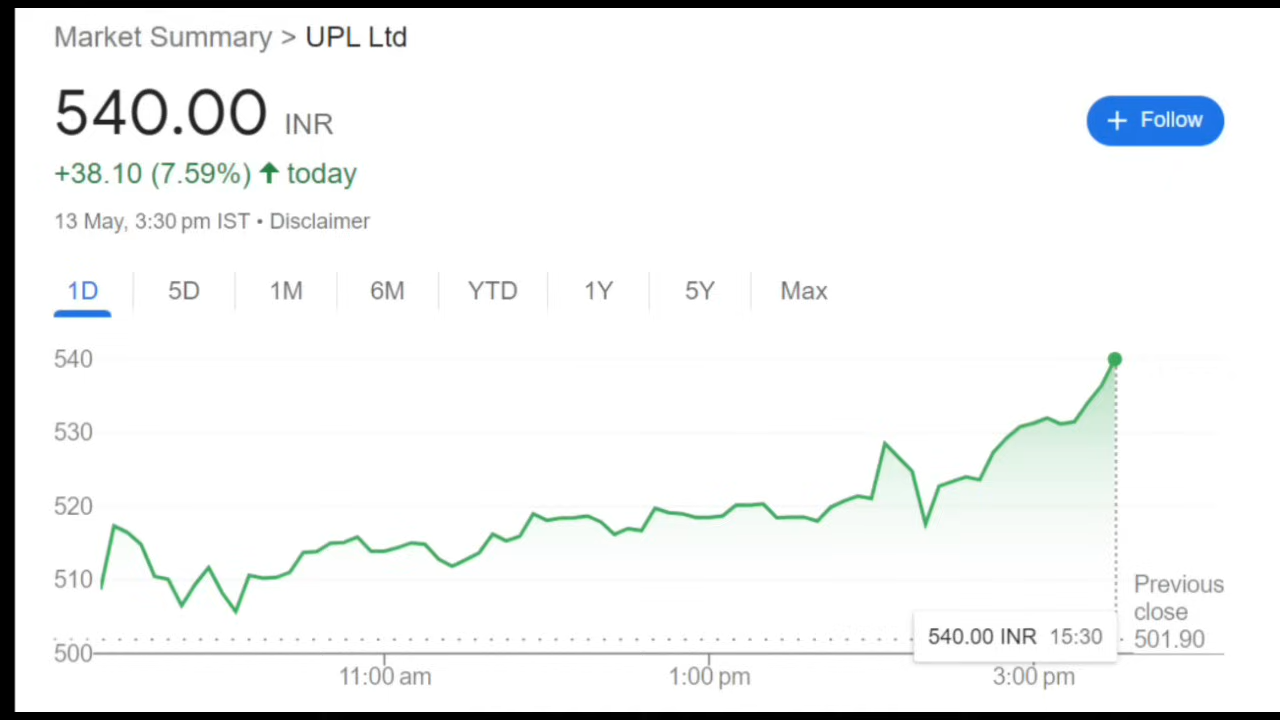 Market Summary > UPL Ltd
540.00 INR
+ Follow
+38.10 (7.59%) ↑ today
13 May, 3:30 pm IST • Disclaimer
1D 5D 1M 6M YTD 1Y 5Y Max
540
530
520
510
500
Previous
close
501.90
540.00 INR 15:30
11:00 am 1:00 pm 3:00 pm